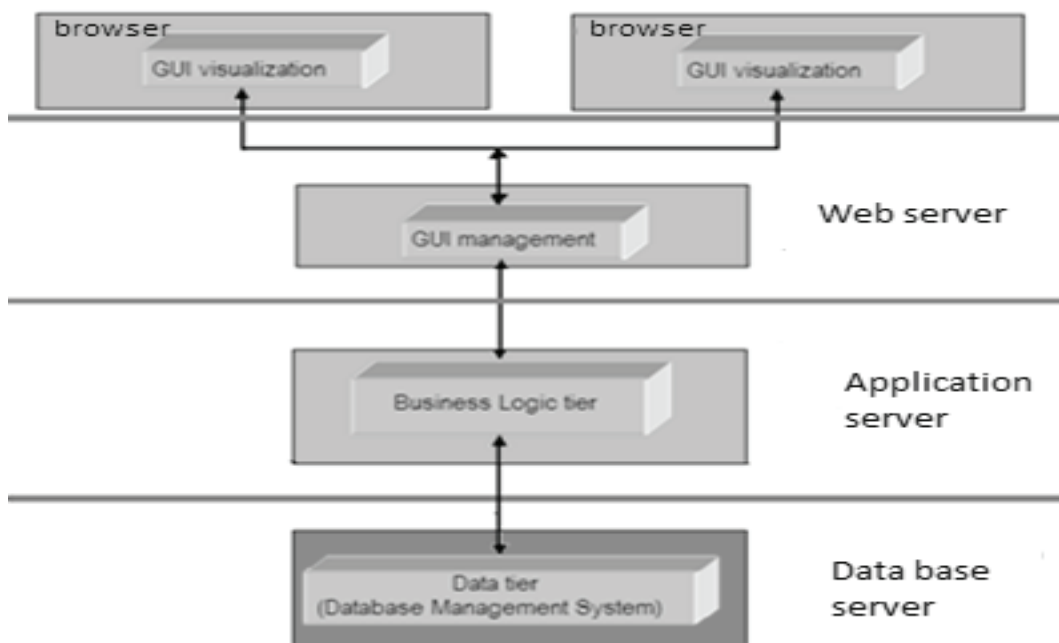 browser
GUI visualization
browser
GUI visualization
Web server
GUI management
Application
server
Business Logic tier
Data base
server
Data tier
(Database Management System)